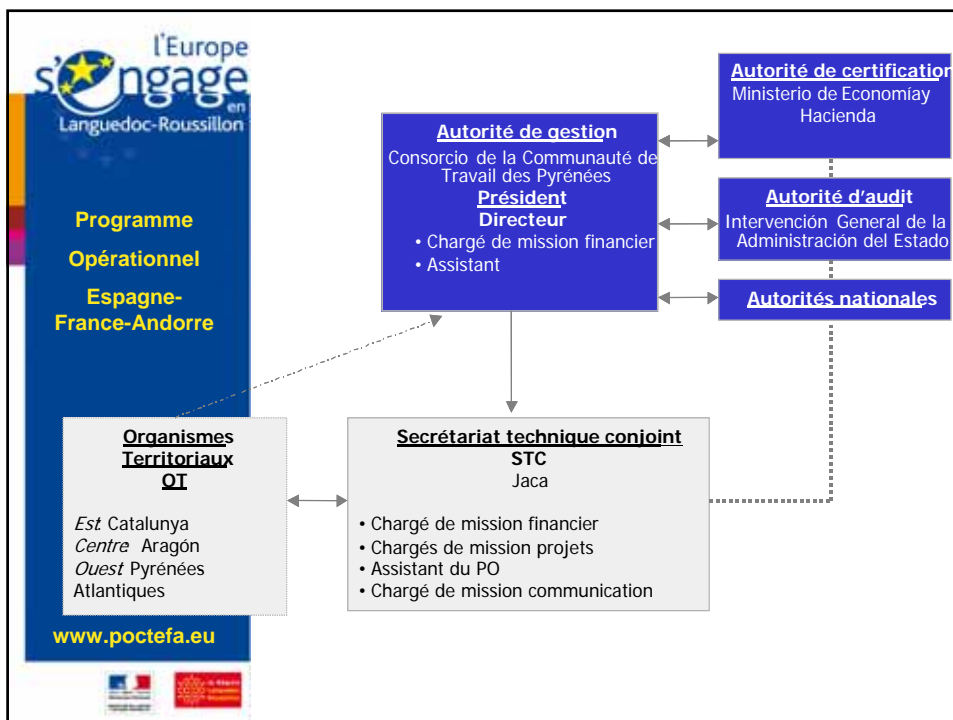 l'Europe
s'engage
en
Languedoc-Roussillon
Programme
Opérationnel
Espagne-
France-Andorre
www.poctefa.eu
Autorité de gestion
Consorcio de la Communauté de
Travail des Pyrénées
Président
Directeur
• Chargé de mission financier
• Assistant
Autorité de certification
Ministerio de Economíay
Hacienda
Autorité d'audit
Intervención General de la
Administración del Estado
Autorités nationales
Organismes
Territoriaux
OT
Est: Catalunya
Centre: Aragón
Ouest: Pyrénées
Atlantiques
Secrétariat technique conjoint
STC
Jaca
• Chargé de mission financier
• Chargés de mission projets
• Assistant du PO
• Chargé de mission communication